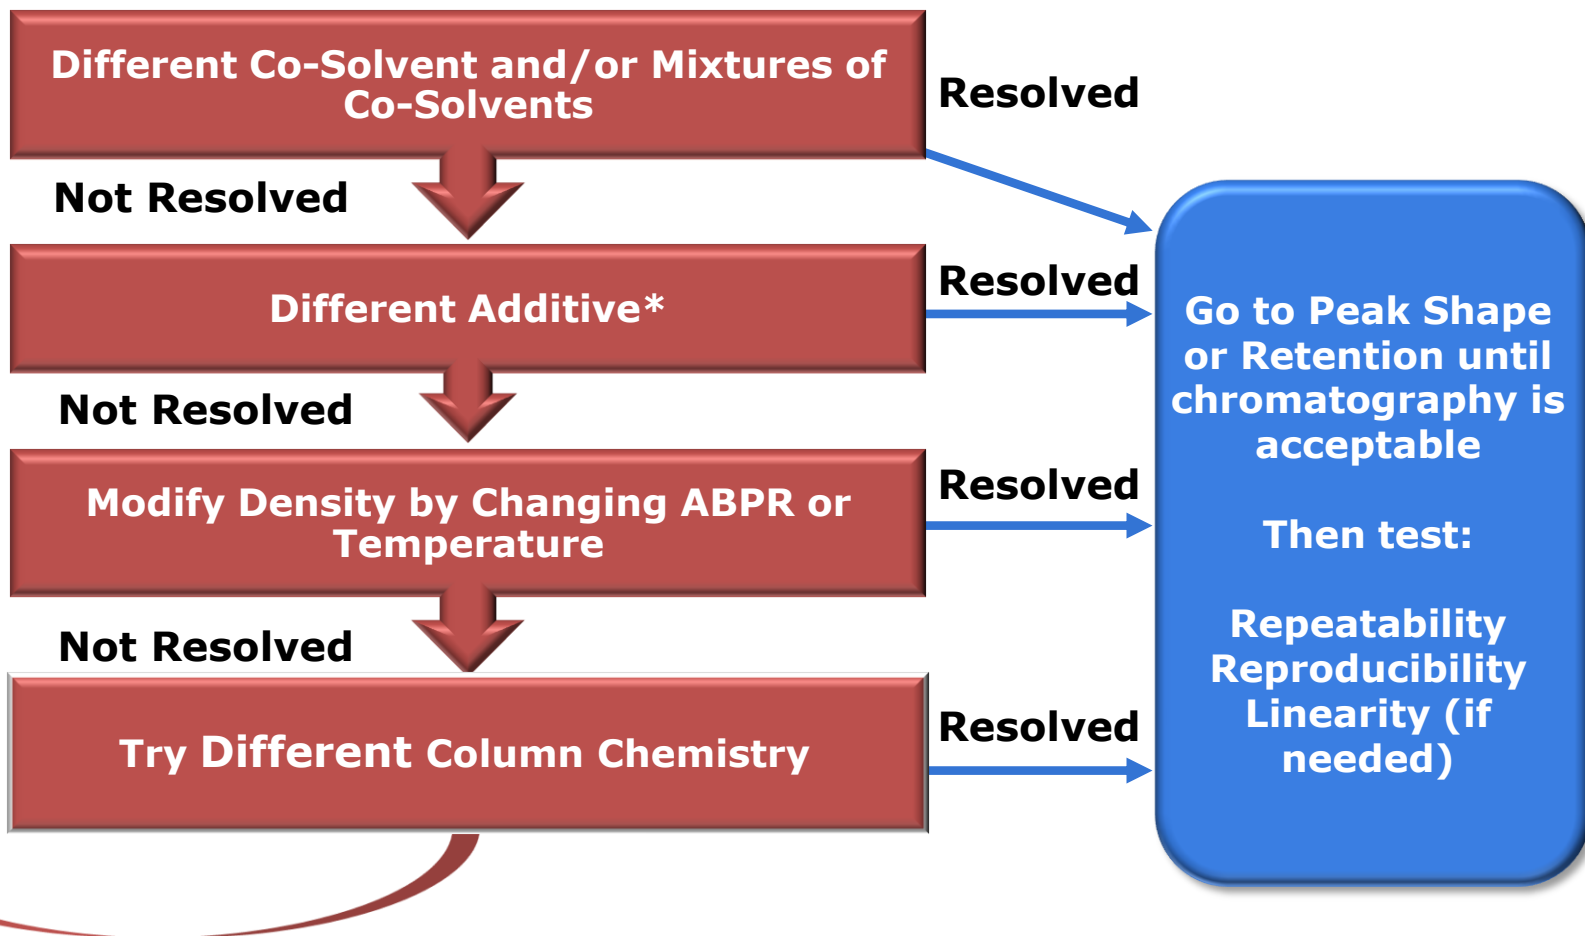 Different Co-Solvent and/or Mixtures of
Co-Solvents
Resolved
Not Resolved
Different Additive*
Resolved
Not Resolved
Modify Density by Changing ABPR or
Temperature
Resolved
Not Resolved
Try Different Column Chemistry
Resolved
Go to Peak Shape
or Retention until
chromatography is
acceptable
Then test:
Repeatability
Reproducibility
Linearity (if
needed)